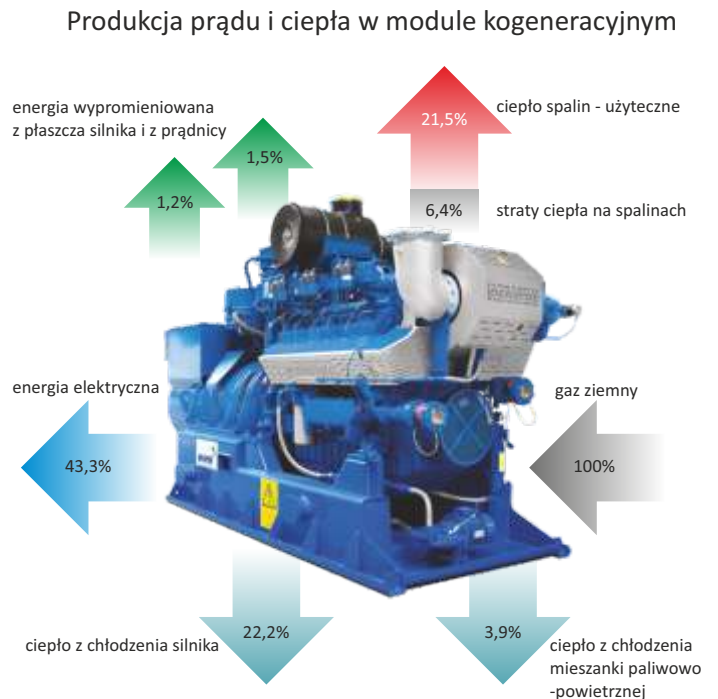 Produkcja prądu i ciepła w module kogeneracyjnym
energia wypromieniowana
z płaszcza silnika i z prądnicy
1,5%
1,2%
21,5%
ciepło spalin - użyteczne
6,4%
straty ciepła na spalinach
energia elektryczna
43,3%
gaz ziemny
100%
ciepło z chłodzenia silnika
22,2%
3,9%
ciepło z chłodzenia
mieszanki paliwowo
-powietrznej